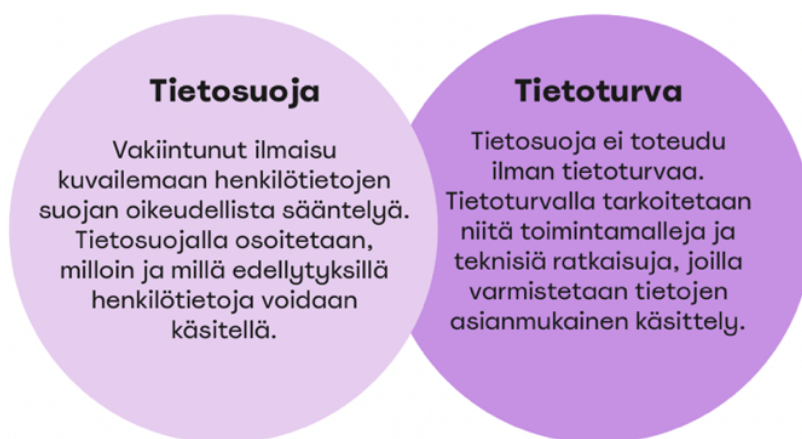 Tietosuoja
Vakiintunut ilmaisu
kuvailemaan henkilötietojen
suojan oikeudellista sääntelyä.
Tietosuojalla osoitetaan,
milloin ja millä edellytyksillä
henkilötietoja voidaan
käsitellä.
Tietoturva
Tietosuoja ei toteudu
ilman tietoturvaa.
Tietoturvalla tarkoitetaan
niitä toimintamalleja ja
teknisiä ratkaisuja, joilla
varmistetaan tietojen
asianmukainen käsittely.